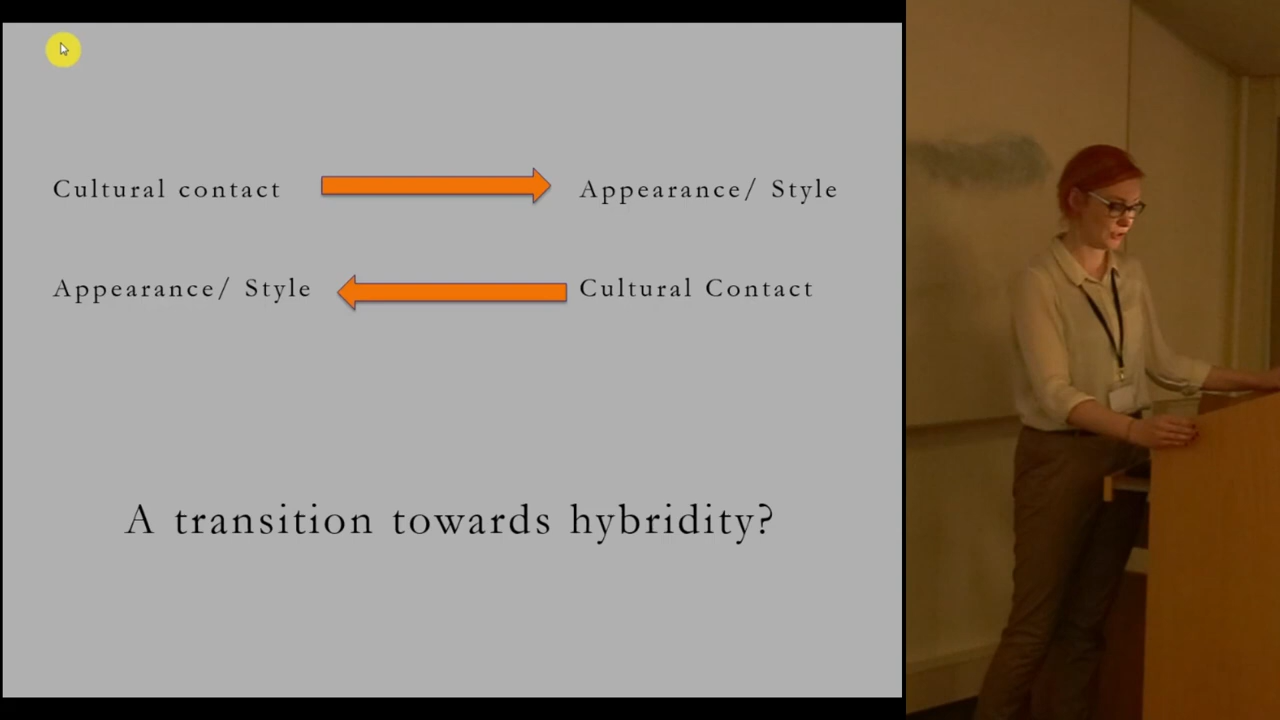 Cultural contact
Appearance/ Style
Appearance/ Style
Cultural Contact
A transition towards hybridity?